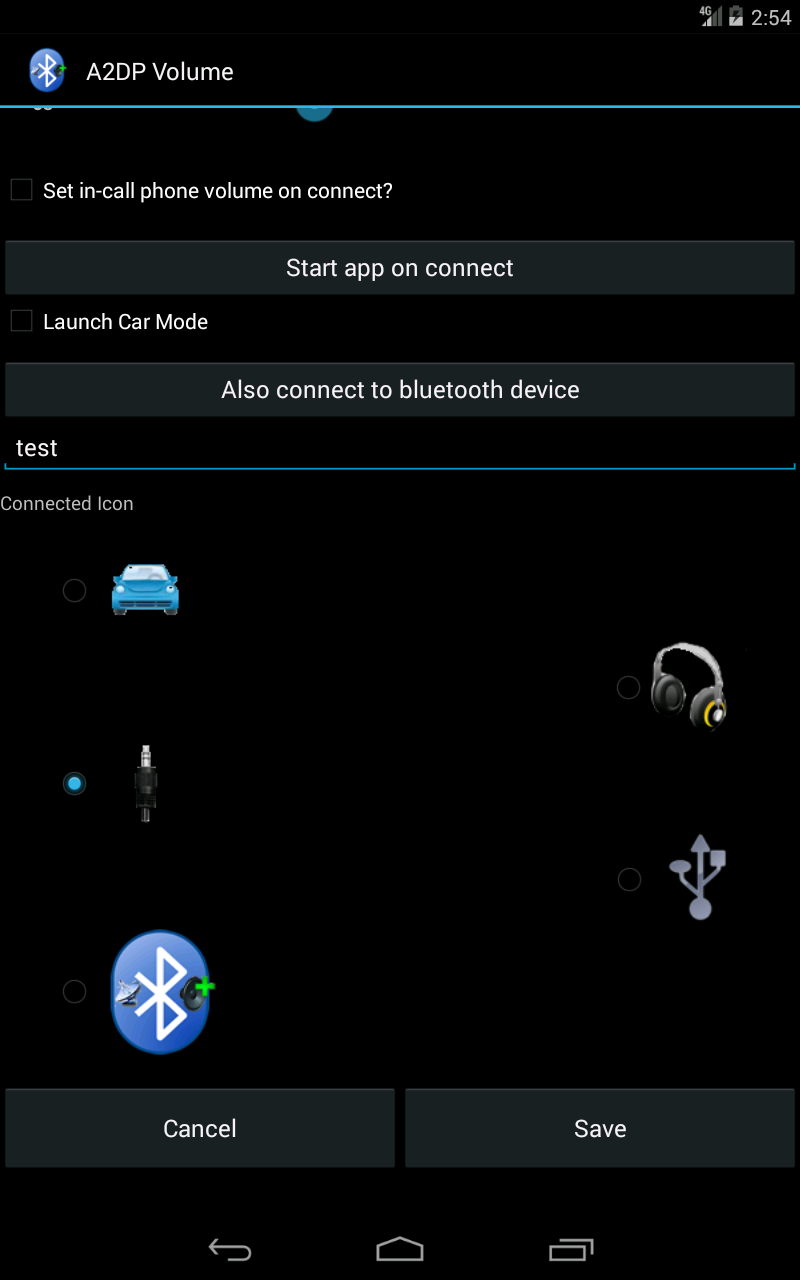 4G 2:54
A2DP Volume
Set in-call phone volume on connect?
Start app on connect
Launch Car Mode
Also connect to bluetooth device
test
Connected Icon
Cancel
Save